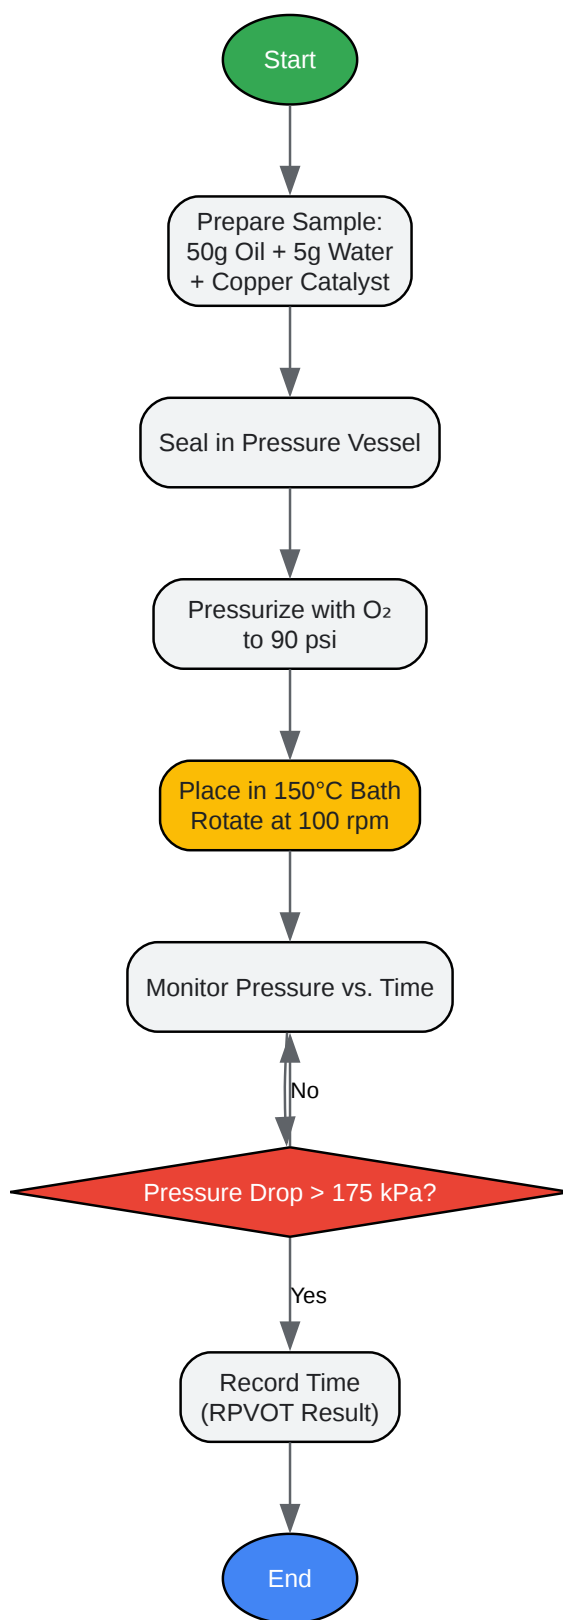 Start
Prepare Sample:
50g Oil + 5g Water
+ Copper Catalyst
Seal in Pressure Vessel
Pressurize with O₂
to 90 psi
Place in 150°C Bath
Rotate at 100 rpm
Monitor Pressure vs. Time
No
Pressure Drop > 175 kPa?
Yes
Record Time
(RPVOT Result)
End